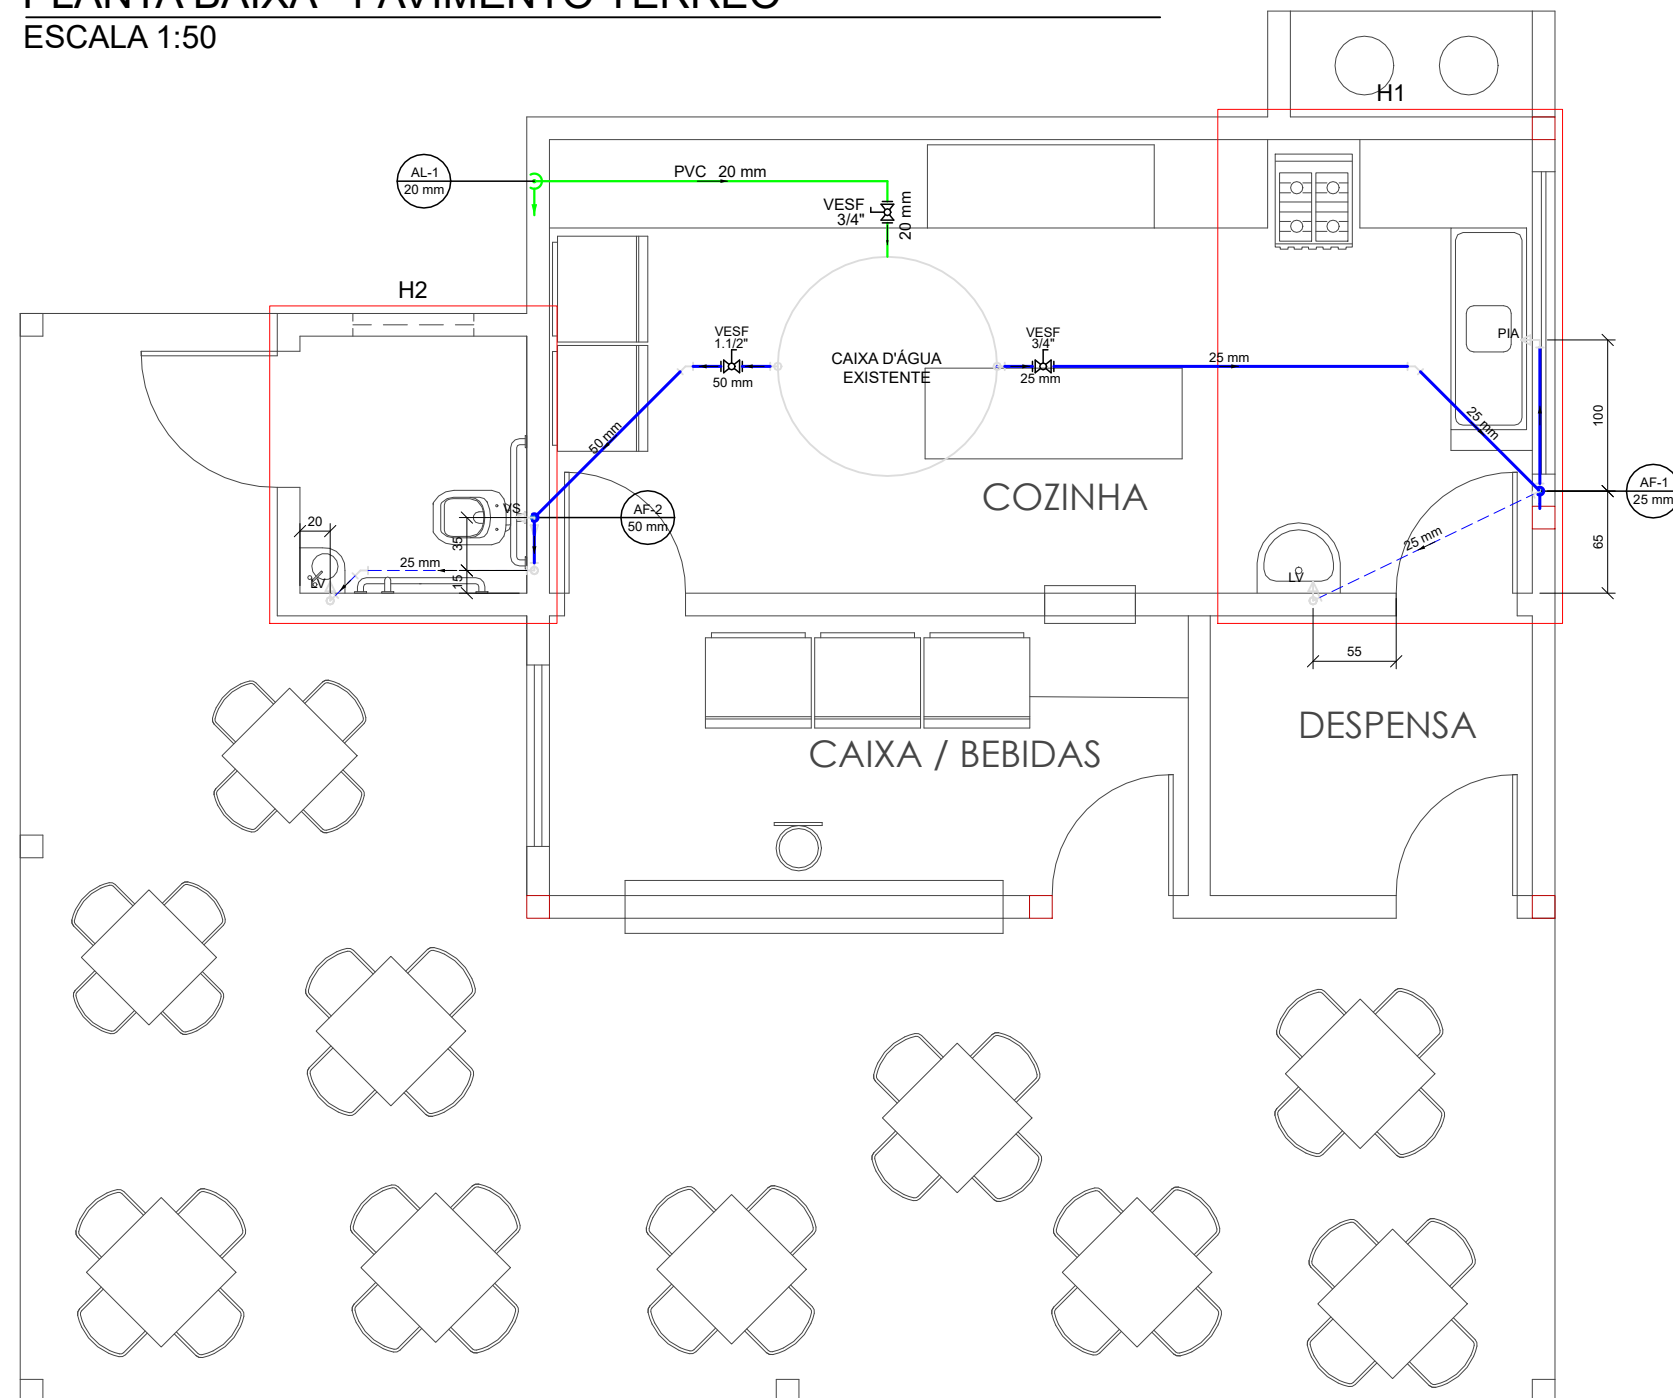 PLANTA BAIXA - PAVIMENTO TÉRREO
ESCALA 1:50
H1
AL-1
20 mm
PVC 20 mm
VESF
3/4"
20 mm
H2
VESF
1.1/2"
50 mm
CAIXA D'ÁGUA
EXISTENTE
VESF
3/4"
25 mm
25 mm
PIA
100
50 mm
25 mm
COZINHA
AF-1
25 mm
VS
AF-2
50 mm
20
35
25 mm
15
LV
25 mm
65
LV
55
DESPENSA
CAIXA / BEBIDAS